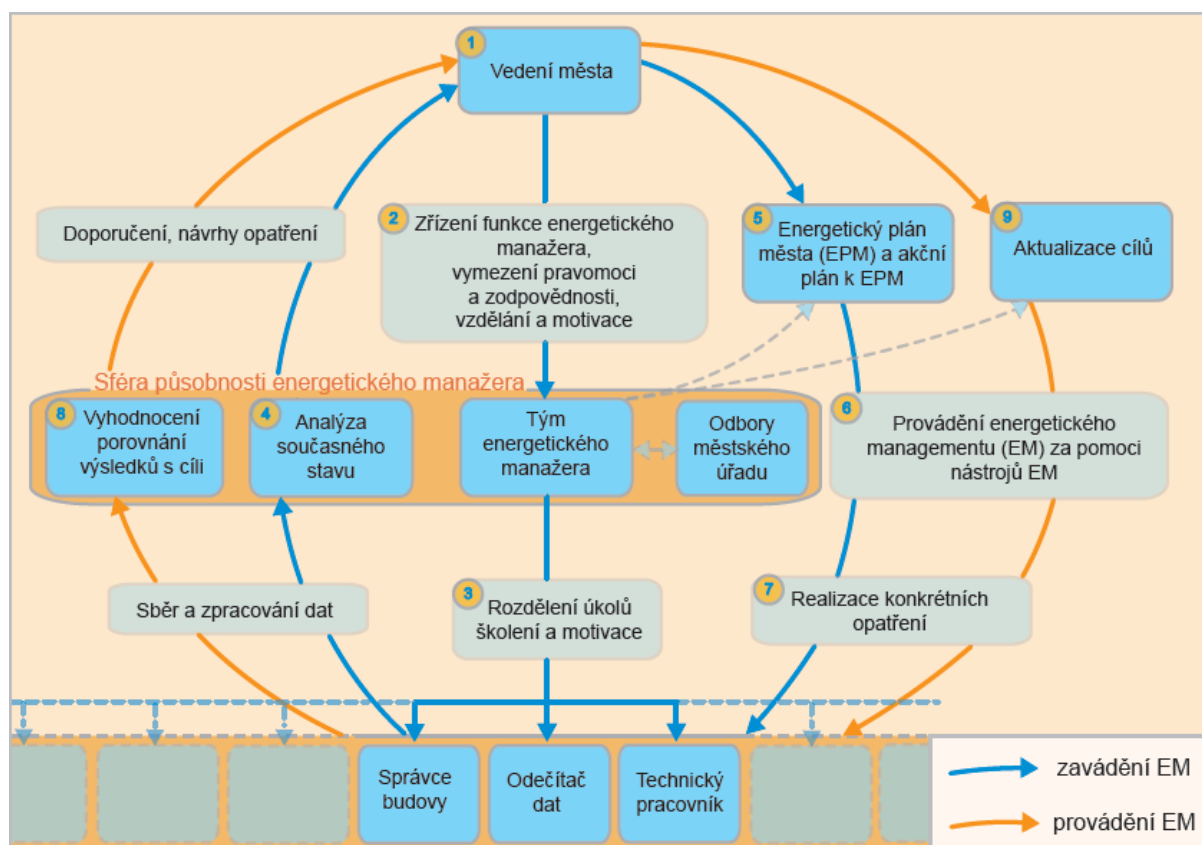 1
Vedení města
Doporučení, návrhy opatření
2
Zřízení funkce energetického
manažera,
vymezení pravomoci
a zodpovědnosti,
vzdělání a motivace
5
Energetický plán
města (EPM) a akční
plán k EPM
9
Aktualizace cílů
Sféra působnosti energetického manažera
8
Vyhodnocení
porovnání
výsledků s cíli
4
Analýza
současného
stavu
Tým
energetického
manažera
Odbory
městského
úřadu
6
Provádění energetického
managementu (EM) za pomoci
nástrojů EM
Sběr a zpracování dat
3
Rozdělení úkolů
školení a motivace
7
Realizace konkrétních
opatření
Správce
budovy
Odečítač
dat
Technický
pracovník
zavádění EM
provádění EM